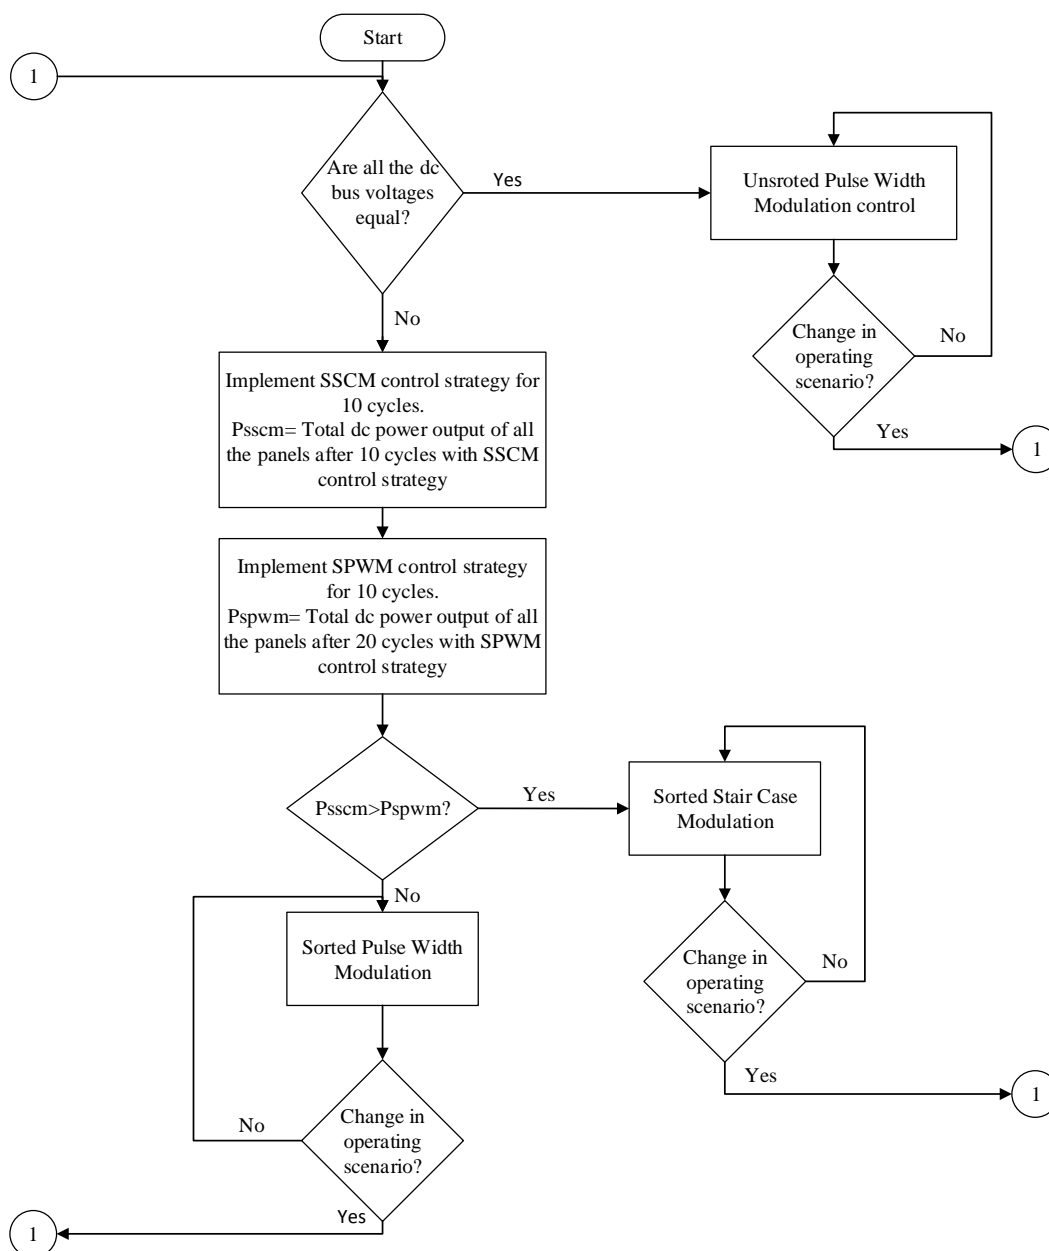 Start
1
Are all the dc
bus voltages
equal?
Yes
Unsroted Pulse Width
Modulation control
No
Change in
operating
scenario?
No
Yes
1
Implement SSCM control strategy for
10 cycles.
Psscm= Total dc power output of all
the panels after 10 cycles with SSCM
control strategy
Implement SPWM control strategy
for 10 cycles.
Pspwm= Total dc power output of all
the panels after 20 cycles with SPWM
control strategy
Psscm>Pspwm?
Yes
Sorted Stair Case
Modulation
No
Sorted Pulse Width
Modulation
Change in
operating
scenario?
No
Yes
1
Change in
operating
scenario?
No
Yes
1